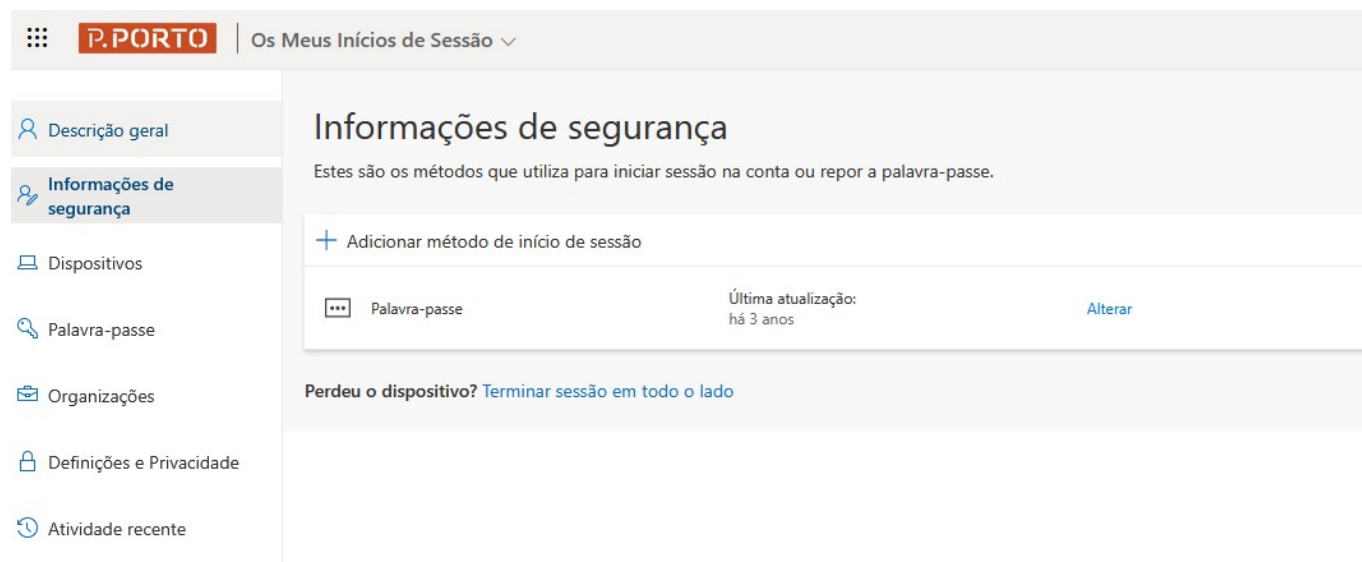 P.PORTO
Os Meus Inícios de Sessão
Descrição geral
Informações de
segurança
Dispositivos
Palavra-passe
Organizações
Definições e Privacidade
Atividade recente
Informações de segurança
Estes são os métodos que utiliza para iniciar sessão na conta ou repor a palavra-passe.
Adicionar método de início de sessão
Palavra-passe
Última atualização:
há 3 anos
Alterar
Perdeu o dispositivo? Terminar sessão em todo o lado